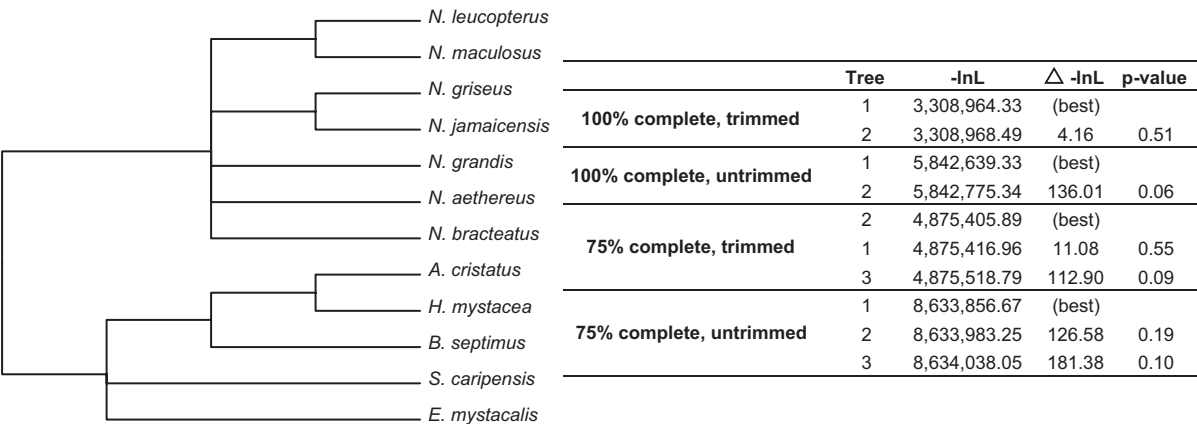 N. leucopterus
N. maculosus
N. griseus
N. jamaicensis
N. grandis
N. aethereus
N. bracteatus
A. cristatus
H. mystacea
B. septimus
S. caripensis
E. mystacalis
Tree -lnL △ -lnL p-value
100% complete, trimmed
1 3,308,964.33 (best)
2 3,308,968.49 4.16 0.51
100% complete, untrimmed
1 5,842,639.33 (best)
2 5,842,775.34 136.01 0.06
75% complete, trimmed
2 4,875,405.89 (best)
1 4,875,416.96 11.08 0.55
3 4,875,518.79 112.90 0.09
75% complete, untrimmed
1 8,633,856.67 (best)
2 8,633,983.25 126.58 0.19
3 8,634,038.05 181.38 0.10